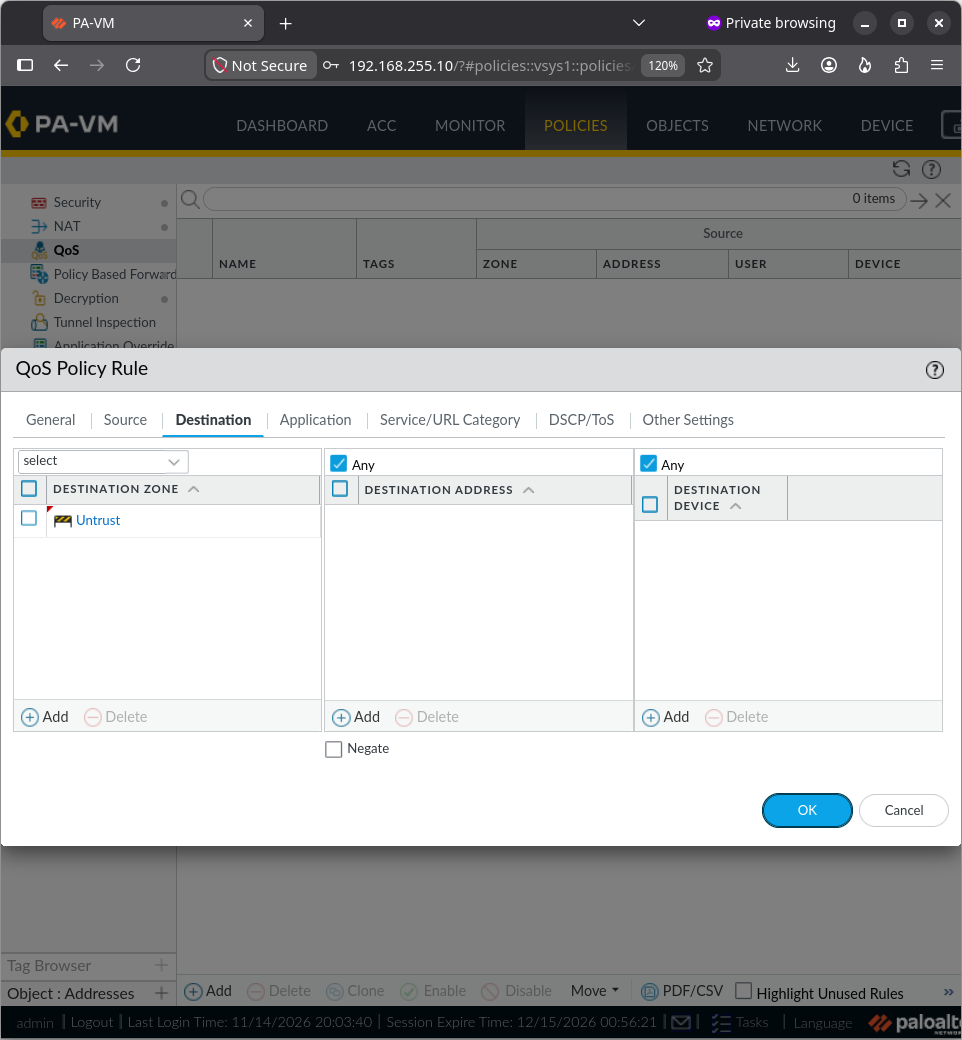 PA-VM
Private browsing
Not Secure 192.168.255.10/?#policies::vsys1::policies 120%
PA-VM DASHBOARD ACC MONITOR POLICIES OBJECTS NETWORK DEVICE
Security
NAT
QoS
Policy Based Forward
Decryption
Tunnel Inspection
Application Override
0 items
Source
NAME TAGS ZONE ADDRESS USER DEVICE
QoS Policy Rule
General Source Destination Application Service/URL Category DSCP/ToS Other Settings
select
DESTINATION ZONE
Untrust
Add Delete
Any
DESTINATION ADDRESS
Add Delete
Negate
Any
DESTINATION
DEVICE
Add Delete
OK Cancel
Tag Browser
Object : Addresses
Add Delete Clone Enable Disable Move PDF/CSV Highlight Unused Rules »
admin | Logout | Last Login Time: 11/14/2026 20:03:40 | Session Expire Time: 12/15/2026 00:56:21 | Tasks | Language paloalto